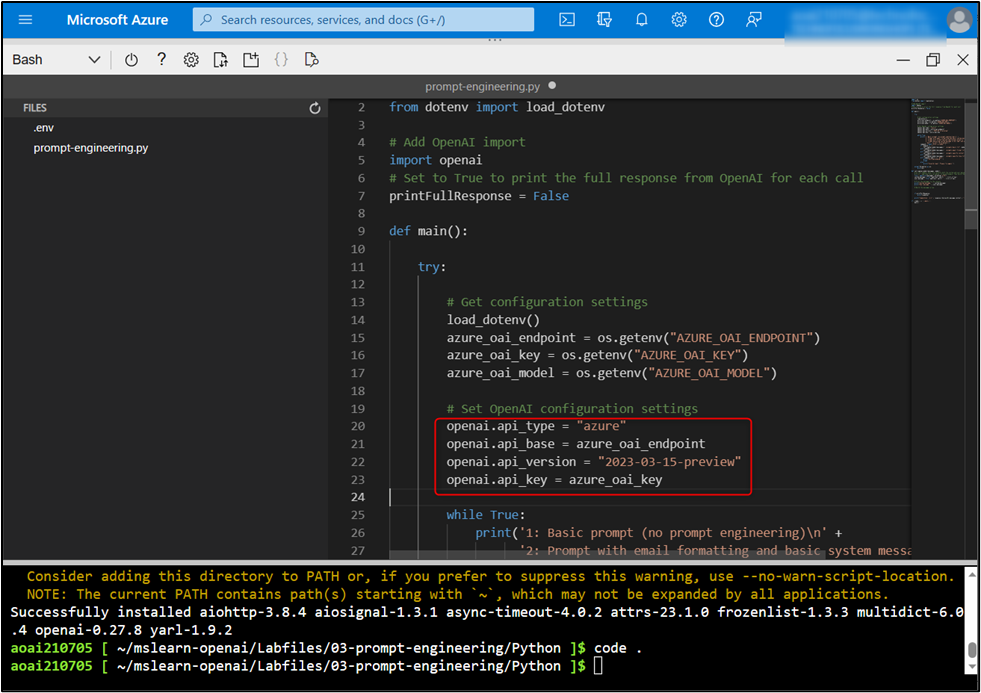 Microsoft Azure
Search resources, services, and docs (G+/)
Bash
prompt-engineering.py
FILES
.env
prompt-engineering.py
2 from dotenv import load_dotenv
3
4 # Add OpenAI import
5 import openai
6 # Set to True to print the full response from OpenAI for each call
7 printFullResponse = False
8
9 def main():
10
11 try:
12
13 # Get configuration settings
14 load_dotenv()
15 azure_oai_endpoint = os.getenv("AZURE_OAI_ENDPOINT")
16 azure_oai_key = os.getenv("AZURE_OAI_KEY")
17 azure_oai_model = os.getenv("AZURE_OAI_MODEL")
18
19 # Set OpenAI configuration settings
20 openai.api_type = "azure"
21 openai.api_base = azure_oai_endpoint
22 openai.api_version = "2023-03-15-preview"
23 openai.api_key = azure_oai_key
24
25 while True:
26 print('1: Basic prompt (no prompt engineering)\n' +
27 '2: Prompt with email formatting and basic system messa
Consider adding this directory to PATH or, if you prefer to suppress this warning, use --no-warn-script-location.
NOTE: The current PATH contains path(s) starting with `~`, which may not be expanded by all applications.
Successfully installed aiohttp-3.8.4 aiosignal-1.3.1 async-timeout-4.0.2 attrs-23.1.0 frozenlist-1.3.3 multidict-6.0
.4 openai-0.27.8 yarl-1.9.2
aoai210705 [ ~/mslearn-openai/Labfiles/03-prompt-engineering/Python ]$ code .
aoai210705 [ ~/mslearn-openai/Labfiles/03-prompt-engineering/Python ]$